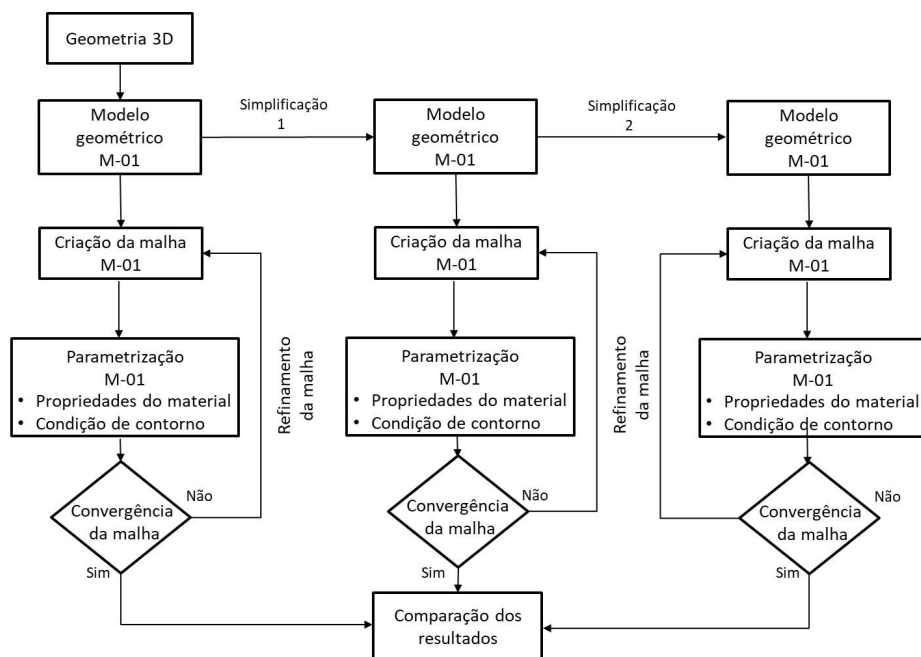 Geometria 3D
Modelo
geométrico
M-01
Simplificação
1
Modelo
geométrico
M-01
Simplificação
2
Modelo
geométrico
M-01
Criação da malha
M-01
Criação da malha
M-01
Criação da malha
M-01
Parametrização
M-01
• Propriedades do material
• Condição de contorno
Refinamento
da malha
Parametrização
M-01
• Propriedades do material
• Condição de contorno
Refinamento
da malha
Parametrização
M-01
• Propriedades do material
• Condição de contorno
Convergência
da malha
Não
Sim
Convergência
da malha
Não
Sim
Convergência
da malha
Não
Sim
Comparação dos
resultados